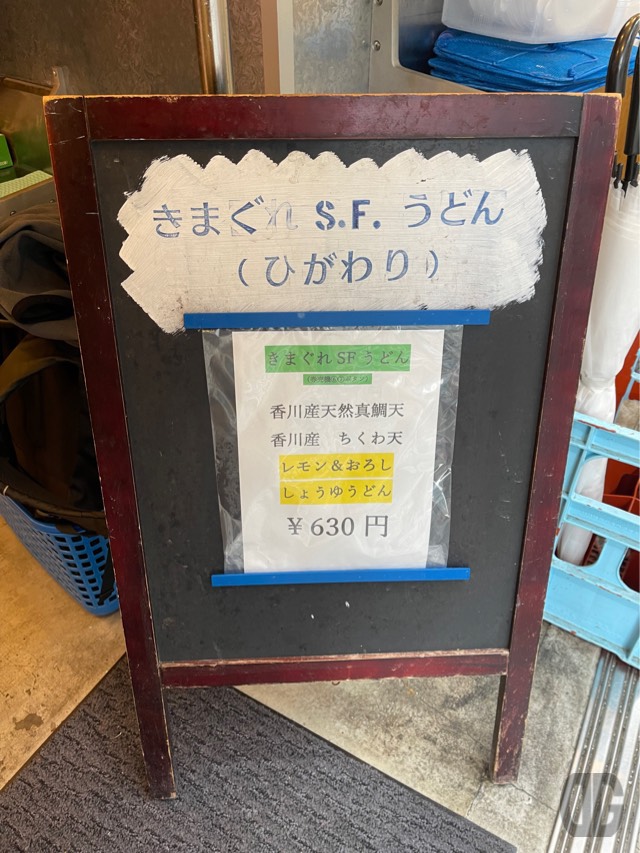 きまぐれ S.F. うどん
(ひがわり)
きまぐれSFうどん
香川産天然真鯛天
香川産 ちくわ天
レモン&おろし
しょうゆうどん
¥630円
DG